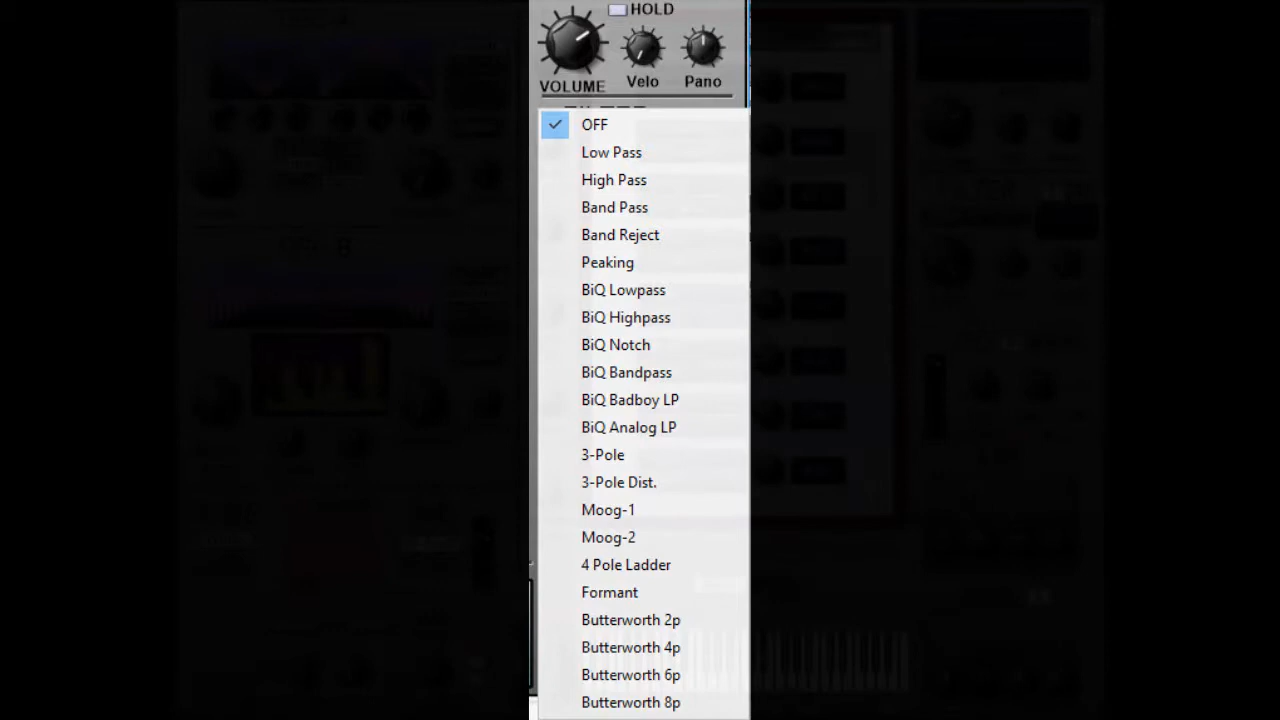 HOLD
VOLUME Velo Pano
OFF
Low Pass
High Pass
Band Pass
Band Reject
Peaking
BiQ Lowpass
BiQ Highpass
BiQ Notch
BiQ Bandpass
BiQ Badboy LP
BiQ Analog LP
3-Pole
3-Pole Dist.
Moog-1
Moog-2
4 Pole Ladder
Formant
Butterworth 2p
Butterworth 4p
Butterworth 6p
Butterworth 8p